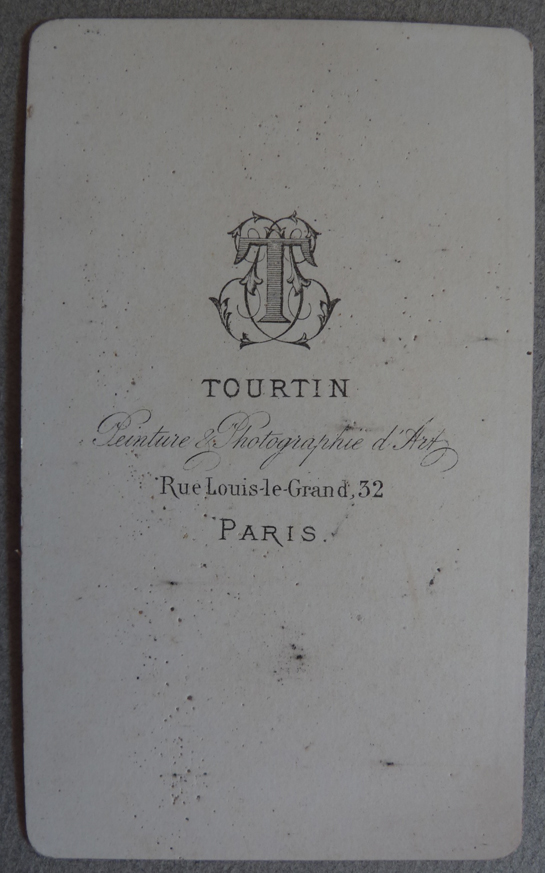 T
TOURTIN
Peinture & Photographie d'Art
Rue Louis-le-Grand, 32
PARIS.